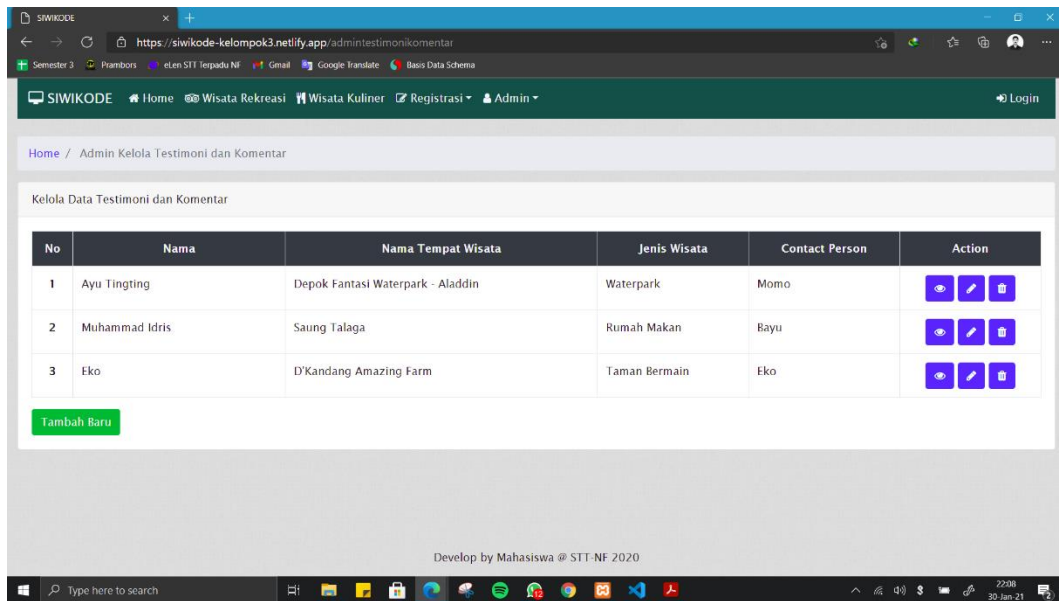 SIWIKODE
https://siwikode-kelompok3.netlify.app/admintestimonikomentar
Semester 3 Prambors eLen STT Terpadu NF Gmail Google Translate Basis Data Schema
SIWIKODE Home Wisata Rekreasi Wisata Kuliner Registrasi Admin Login
Home / Admin Kelola Testimoni dan Komentar
Kelola Data Testimoni dan Komentar
No Nama Nama Tempat Wisata Jenis Wisata Contact Person Action
1 Ayu Tingting Depok Fantasi Waterpark - Aladdin Waterpark Momo
2 Muhammad Idris Saung Talaga Rumah Makan Bayu
3 Eko D'Kandang Amazing Farm Taman Bermain Eko
Tambah Baru
Develop by Mahasiswa @ STT-NF 2020
Type here to search
12
22:08
30-Jan-21
2